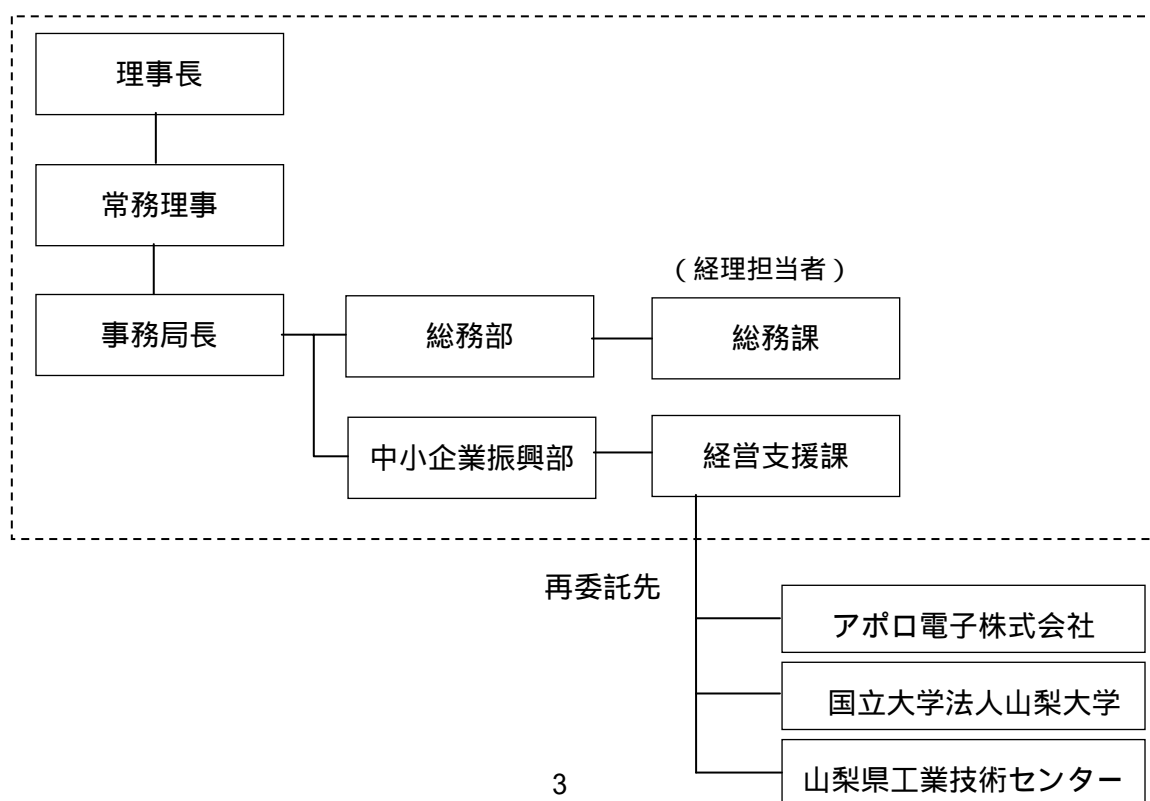 理事長
常務理事
(経理担当者)
事務局長
総務部
総務課
中小企業振興部
経営支援課
再委託先
アポロ電子株式会社
国立大学法人山梨大学
山梨県工業技術センター
3